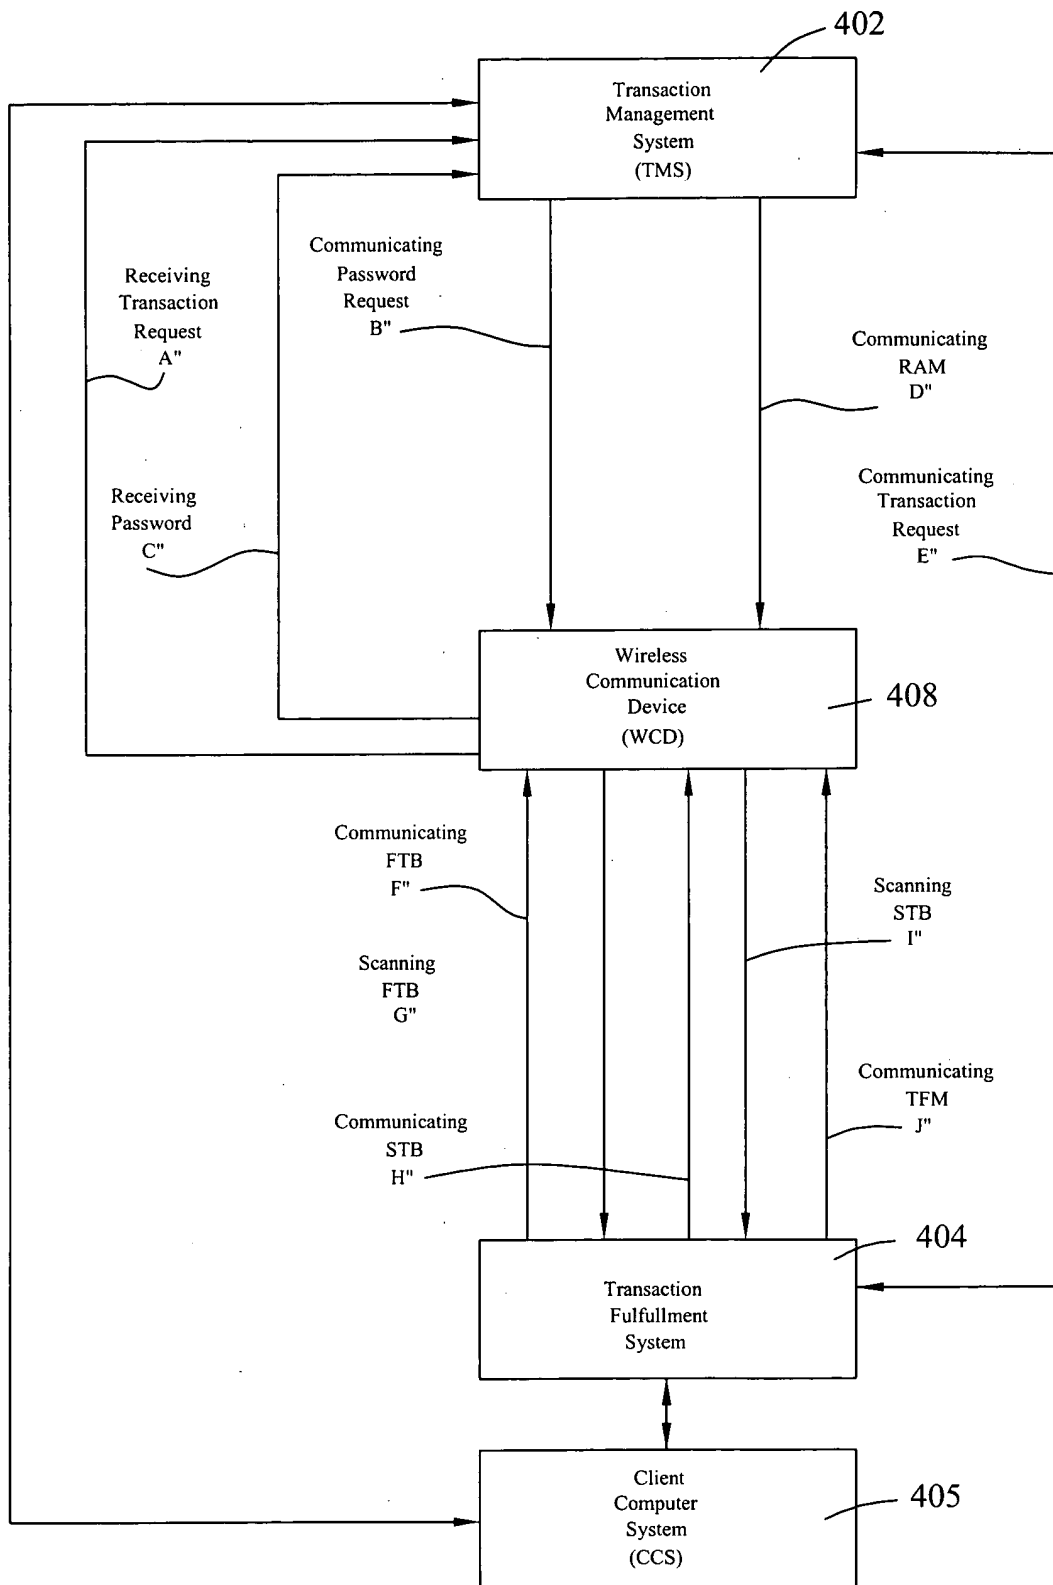 402
Transaction
Management
System
(TMS)
Communicating
Password
Request
B"
Receiving
Transaction
Request
A"
Communicating
RAM
D"
Receiving
Password
C"
Communicating
Transaction
Request
E"
Wireless
Communication
Device
(WCD)
408
Communicating
FTB
F"
Scanning
STB
I"
Scanning
FTB
G"
Communicating
STB
H"
Communicating
TFM
J"
404
Transaction
Fulfullment
System
Client
Computer
System
(CCS)
405